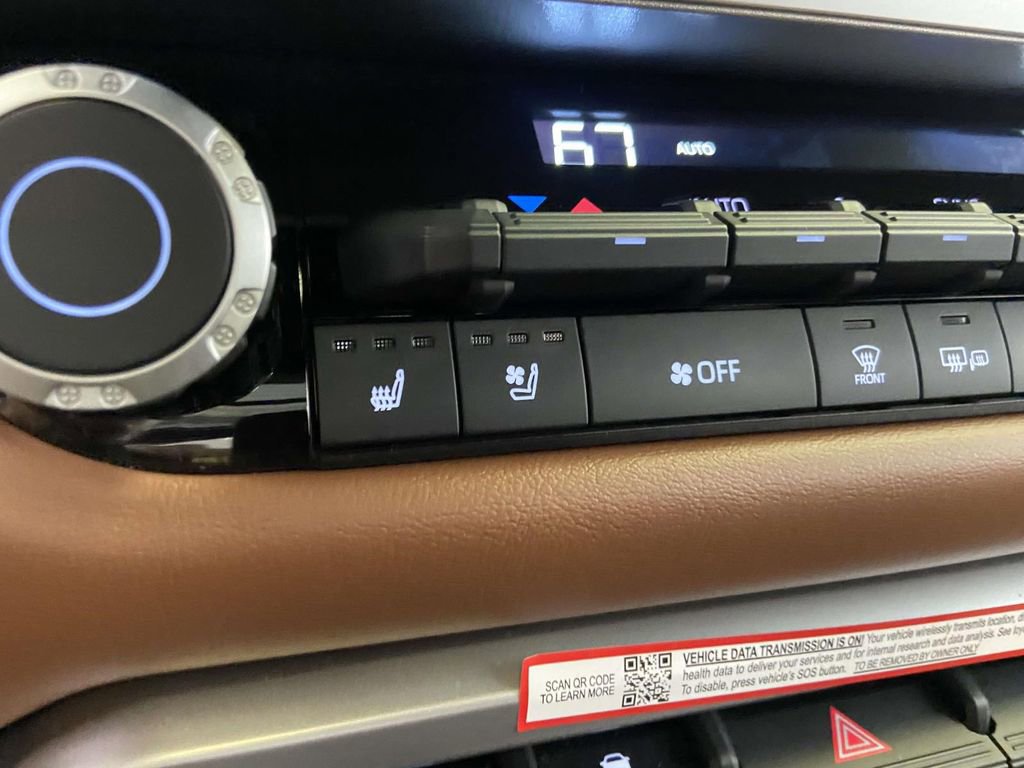 67 AUTO
OFF
FRONT
SCAN QR CODE
TO LEARN MORE
VEHICLE DATA TRANSMISSION IS ON! Your vehicle wirelessly transmits location,
health data to deliver your services and for internal research and data analysis. See
To disable, press vehicle's SOS button. TO BE REMOVED BY OWNER ONLY